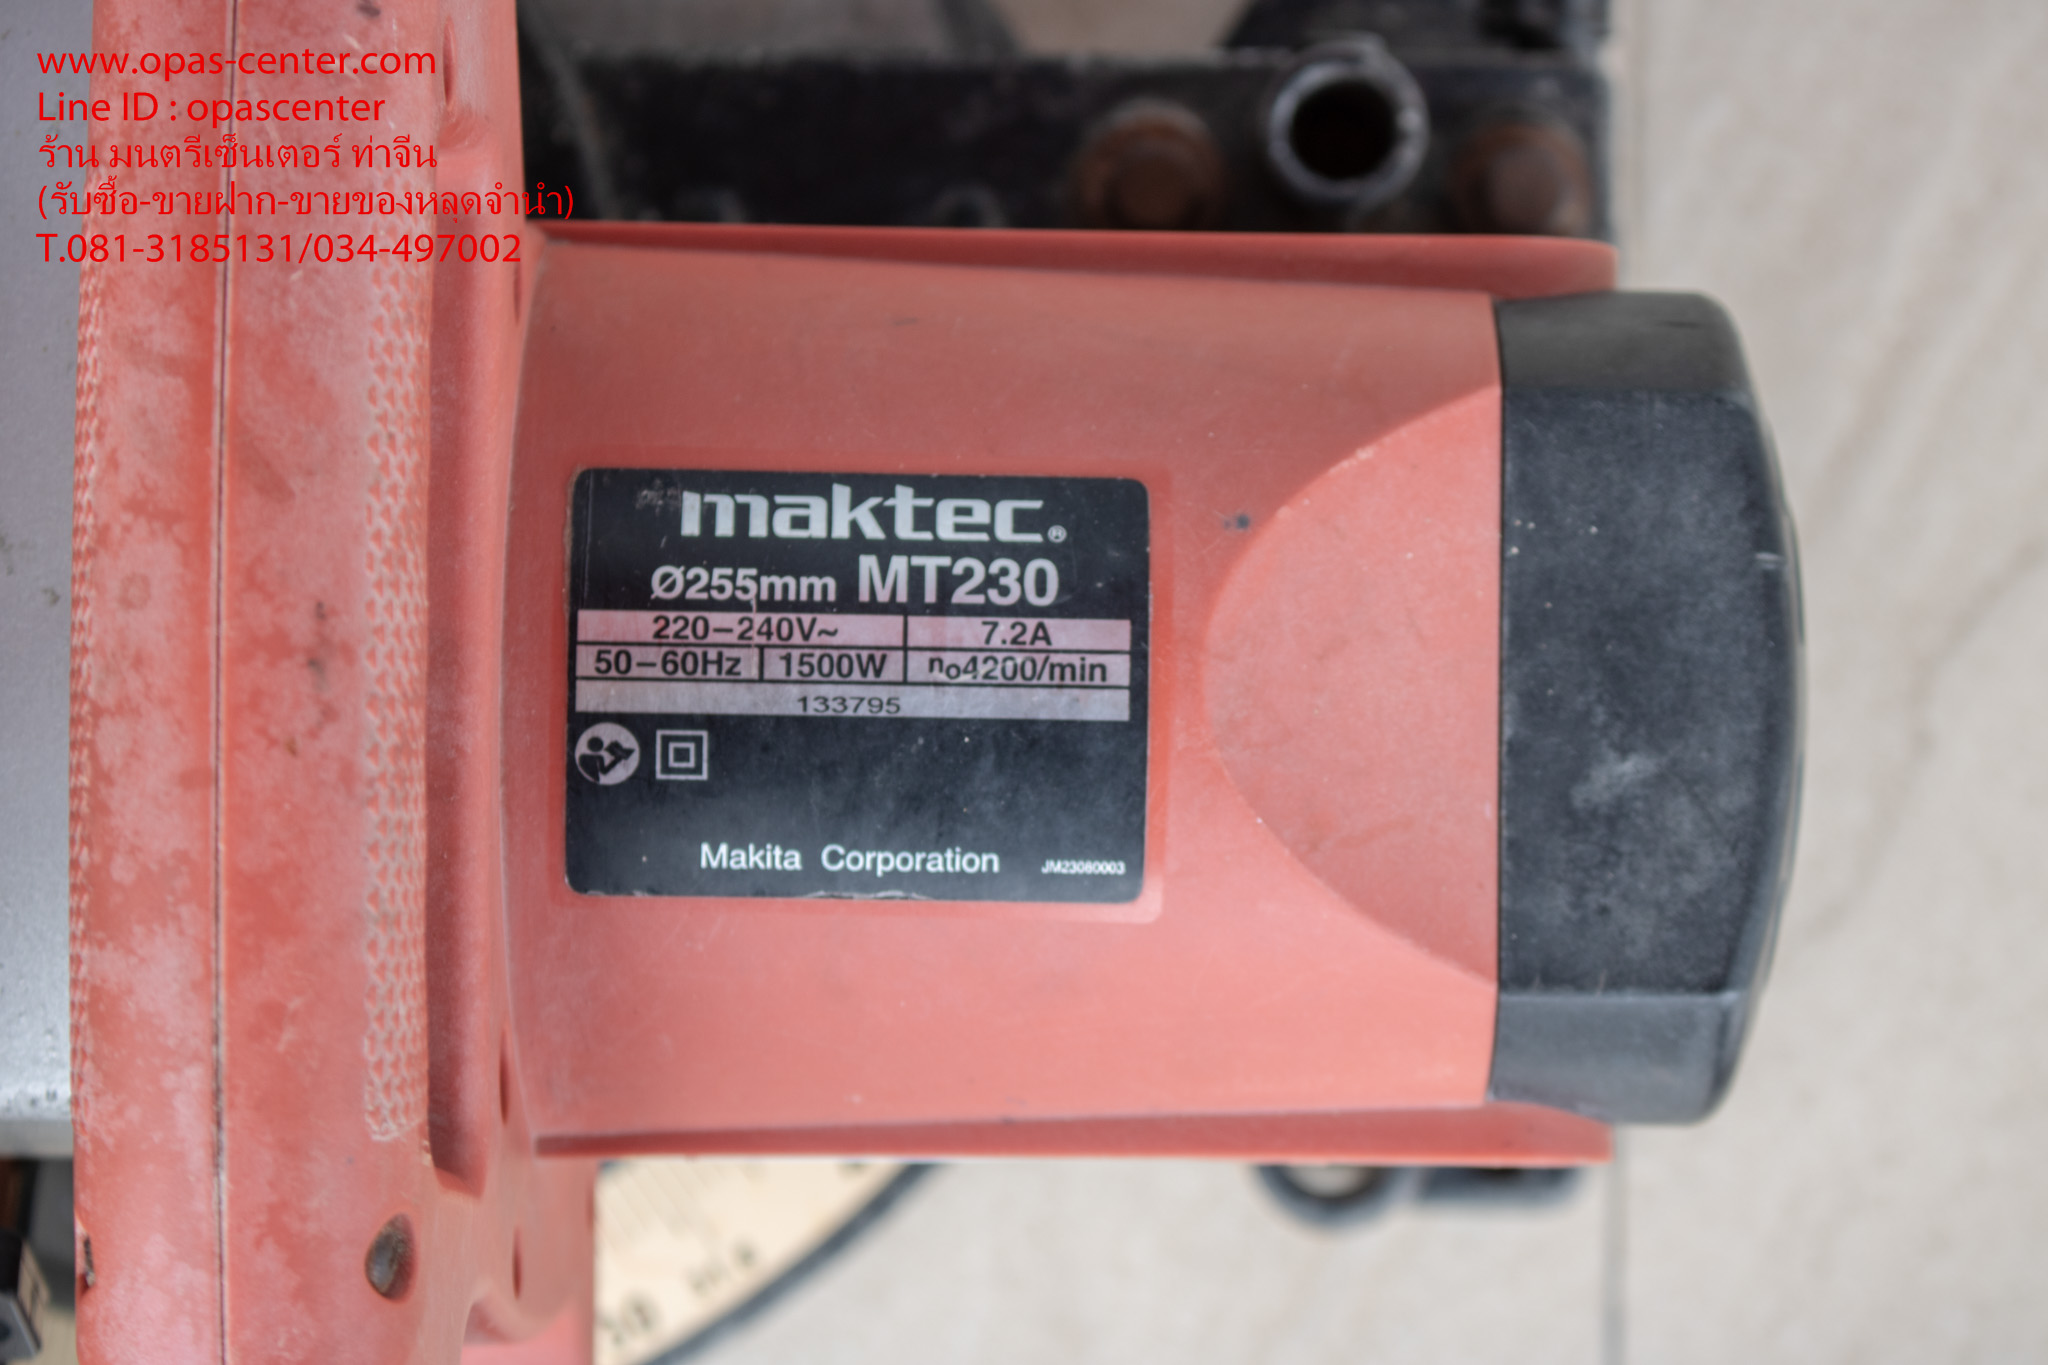 www.opas-center.com
Line ID : opascenter
ร้าน มนตรีเซ็นเตอร์ ท่าจีน
(รับซื้อ-ขายฝาก-ขายของหลุดจำนำ)
T.081-3185131/034-497002
maktec®
Ø255mm MT230
220-240V~ 7.2A
50-60Hz 1500W no4200/min
133795
Makita Corporation JM23080003